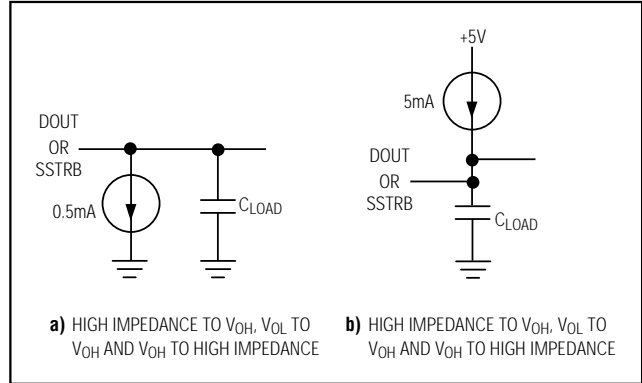 DOUT
OR
SSTRB
0.5mA
CLOAD
a) HIGH IMPEDANCE TO VOH, VOL TO
VOH AND VOH TO HIGH IMPEDANCE
+5V
5mA
DOUT
OR
SSTRB
CLOAD
b) HIGH IMPEDANCE TO VOH, VOL TO
VOH AND VOH TO HIGH IMPEDANCE